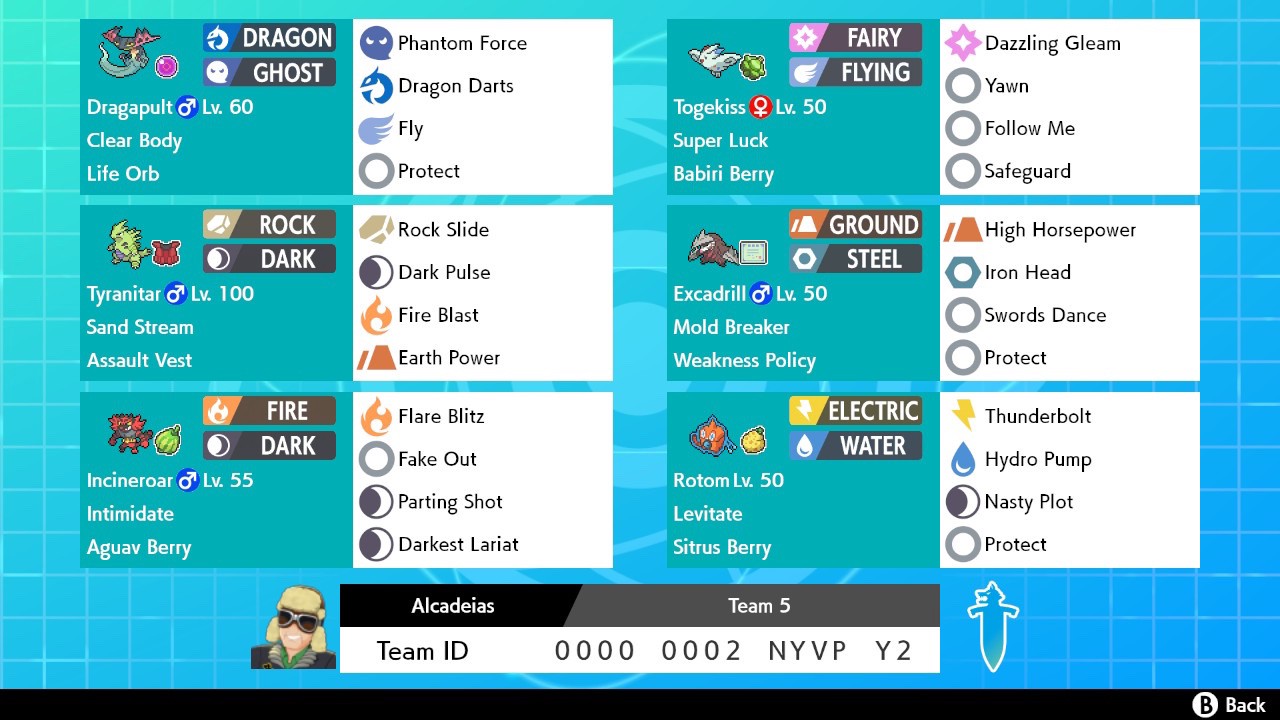 DRAGON
GHOST
Dragapult♂ Lv. 60
Clear Body
Life Orb
Phantom Force
Dragon Darts
Fly
Protect
FAIRY
FLYING
Togekiss♀ Lv. 50
Super Luck
Babiri Berry
Dazzling Gleam
Yawn
Follow Me
Safeguard
ROCK
DARK
Tyranitar♂ Lv. 100
Sand Stream
Assault Vest
Rock Slide
Dark Pulse
Fire Blast
Earth Power
GROUND
STEEL
Excadrill♂ Lv. 50
Mold Breaker
Weakness Policy
High Horsepower
Iron Head
Swords Dance
Protect
FIRE
DARK
Incineroar♂ Lv. 55
Intimidate
Aguav Berry
Flare Blitz
Fake Out
Parting Shot
Darkest Lariat
ELECTRIC
WATER
Rotom Lv. 50
Levitate
Sitrus Berry
Thunderbolt
Hydro Pump
Nasty Plot
Protect
Alcadeias Team 5
Team ID 0000 0002 NYVP Y2
B Back